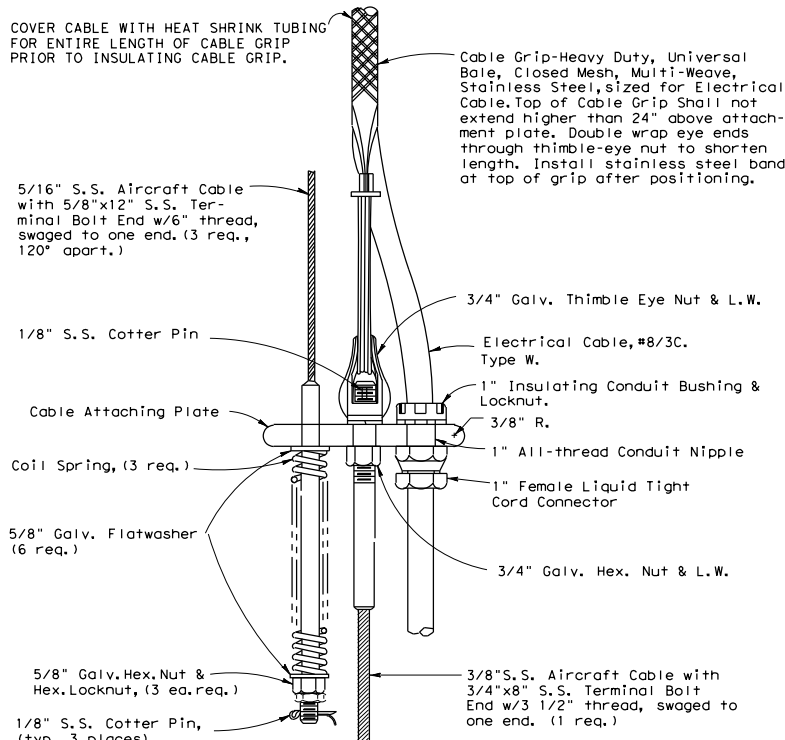 COVER CABLE WITH HEAT SHRINK TUBING
FOR ENTIRE LENGTH OF CABLE GRIP
PRIOR TO INSULATING CABLE GRIP.
Cable Grip-Heavy Duty, Universal
Bale, Closed Mesh, Multi-Weave,
Stainless Steel,sized for Electrical
Cable.Top of Cable Grip Shall not
extend higher than 24" above attach-
ment plate. Double wrap eye ends
through thimble-eye nut to shorten
length. Install stainless steel band
at top of grip after positioning.
5/16" S.S. Aircraft Cable
with 5/8"x12" S.S. Ter-
minal Bolt End w/6" thread,
swaged to one end.(3 req.,
120° apart.)
3/4" Galv. Thimble Eye Nut & L.W.
1/8" S.S. Cotter Pin
Electrical Cable,#8/3C.
Type W.
1" Insulating Conduit Bushing &
Locknut.
Cable Attaching Plate
3/8" R.
1" All-thread Conduit Nipple
Coil Spring,(3 req.)
1" Female Liquid Tight
Cord Connector
5/8" Galv. Flatwasher
(6 req.)
3/4" Galv. Hex. Nut & L.W.
5/8" Galv.Hex.Nut &
Hex.Locknut,(3 ea.req.)
3/8"S.S. Aircraft Cable with
3/4"x8" S.S. Terminal Bolt
End w/3 1/2" thread, swaged to
one end. (1 req.)
1/8" S.S. Cotter Pin,
(typ. 3 places)